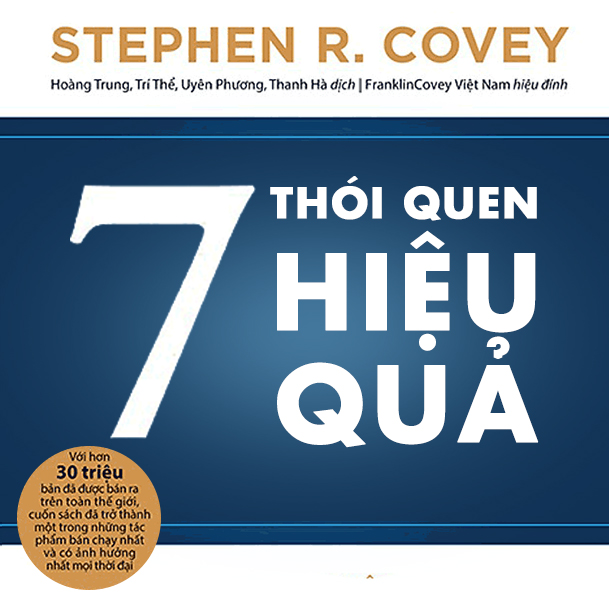 STEPHEN R. COVEY
Hoàng Trung, Trí Thể, Uyên Phương, Thanh Hà dịch | FranklinCovey Việt Nam hiệu đính
7
THÓI QUEN
HIỆU
QUẢ
Với hơn
30 triệu
bản đã được bán ra
trên toàn thế giới,
cuốn sách đã trở thành
một trong những tác
phẩm bán chạy nhất
và có ảnh hưởng
nhất mọi thời đại